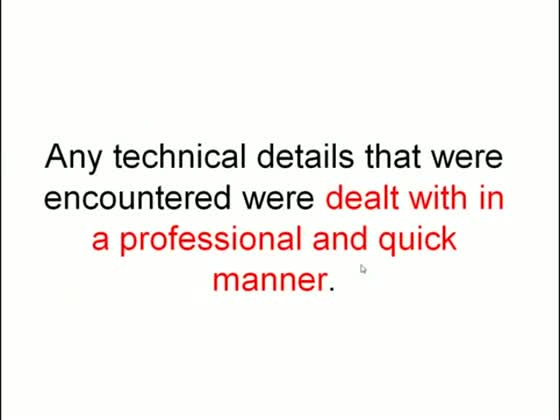 Any technical details that were
encountered were dealt with in
a professional and quick
manner.